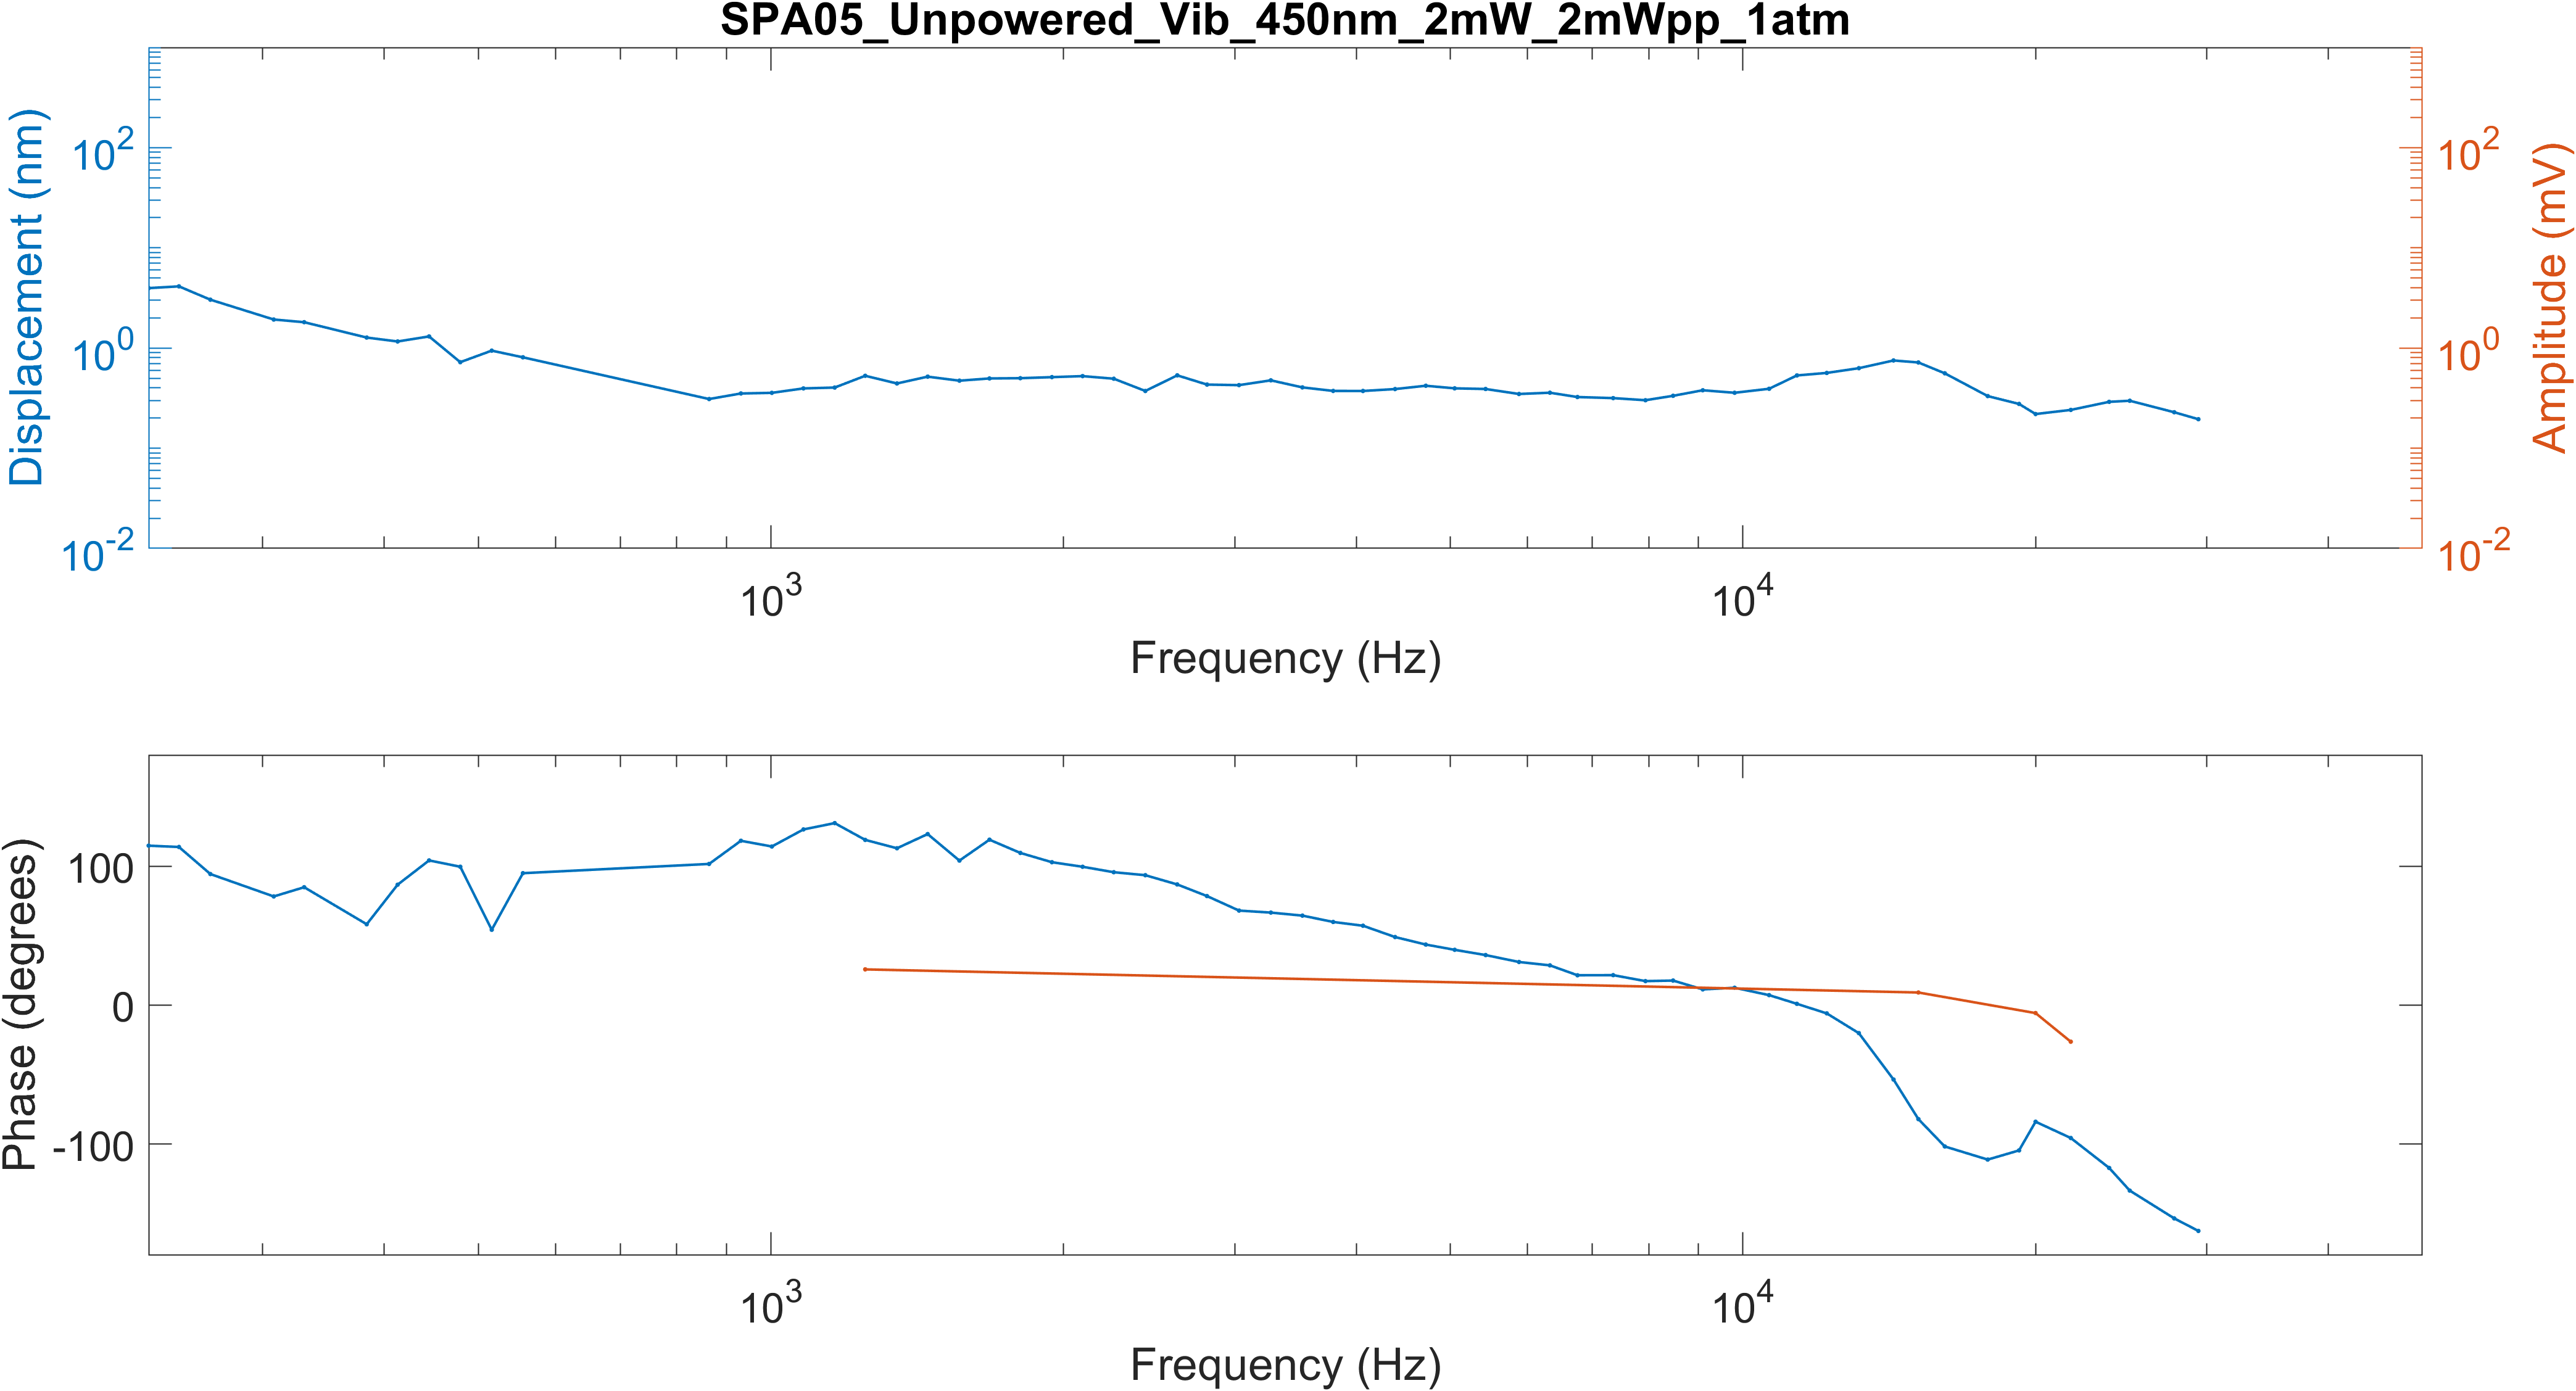 SPA05_Unpowered_Vib_450nm_2mW_2mWpp_1atm
Displacement (nm)
10^2
10^0
10^-2
Amplitude (mV)
10^2
10^0
10^-2
10^3
10^4
Frequency (Hz)
Phase (degrees)
100
0
-100
10^3
10^4
Frequency (Hz)